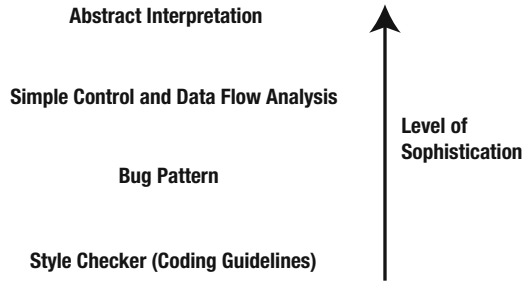 Abstract Interpretation
Simple Control and Data Flow Analysis
Level of
Sophistication
Bug Pattern
Style Checker (Coding Guidelines)